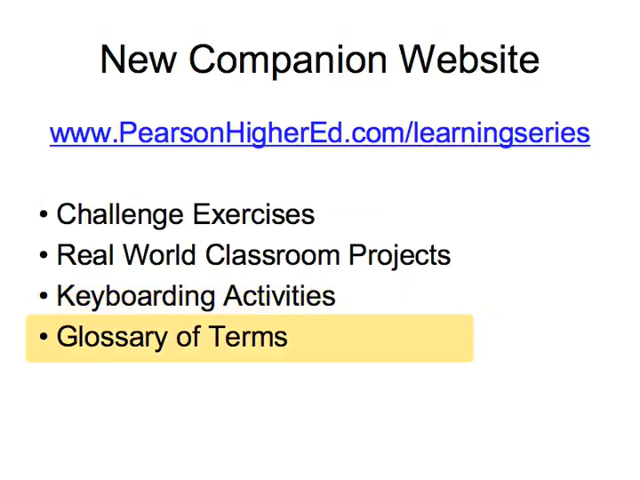 New Companion Website
www.PearsonHigherEd.com/learningseries
• Challenge Exercises
• Real World Classroom Projects
• Keyboarding Activities
• Glossary of Terms